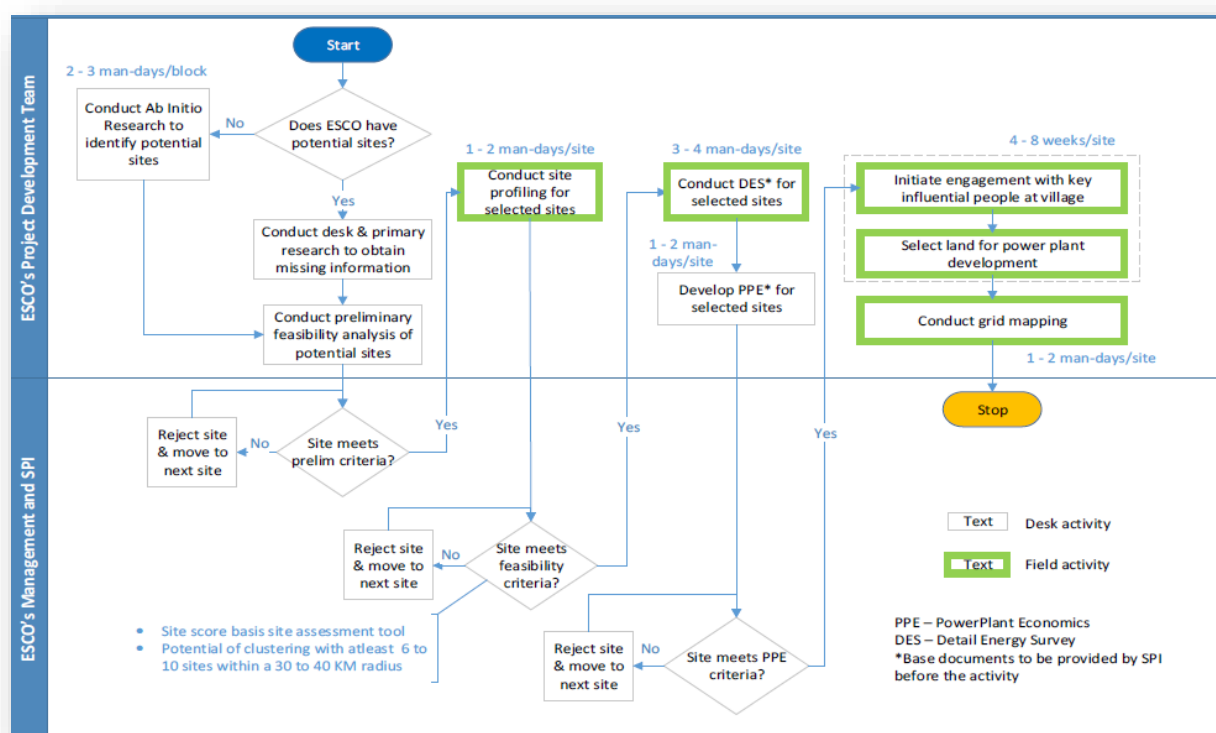 ESCO's Project Development Team
Start
2 - 3 man-days/block
Conduct Ab Initio
Research to
identify potential
sites
No
Does ESCO have
potential sites?
Yes
Conduct desk & primary
research to obtain
missing information
Conduct preliminary
feasibility analysis of
potential sites
1 - 2 man-days/site
Conduct site
profiling for
selected sites
3 - 4 man-days/site
Conduct DES* for
selected sites
1 - 2 man-
days/site
Develop PPE* for
selected sites
4 - 8 weeks/site
Initiate engagement with key
influential people at village
Select land for power plant
development
Conduct grid mapping
1 - 2 man-days/site
ESCO's Management and SPI
Stop
Reject site
& move to
next site
No
Site meets
prelim criteria?
Yes
Reject site
& move to
next site
No
Site meets
feasibility
criteria?
Yes
• Site score basis site assessment tool
• Potential of clustering with atleast 6 to
10 sites within a 30 to 40 KM radius
Reject site
& move to
next site
No
Site meets PPE
criteria?
Yes
Text Desk activity
Text Field activity
PPE – PowerPlant Economics
DES – Detail Energy Survey
*Base documents to be provided by SPI
before the activity